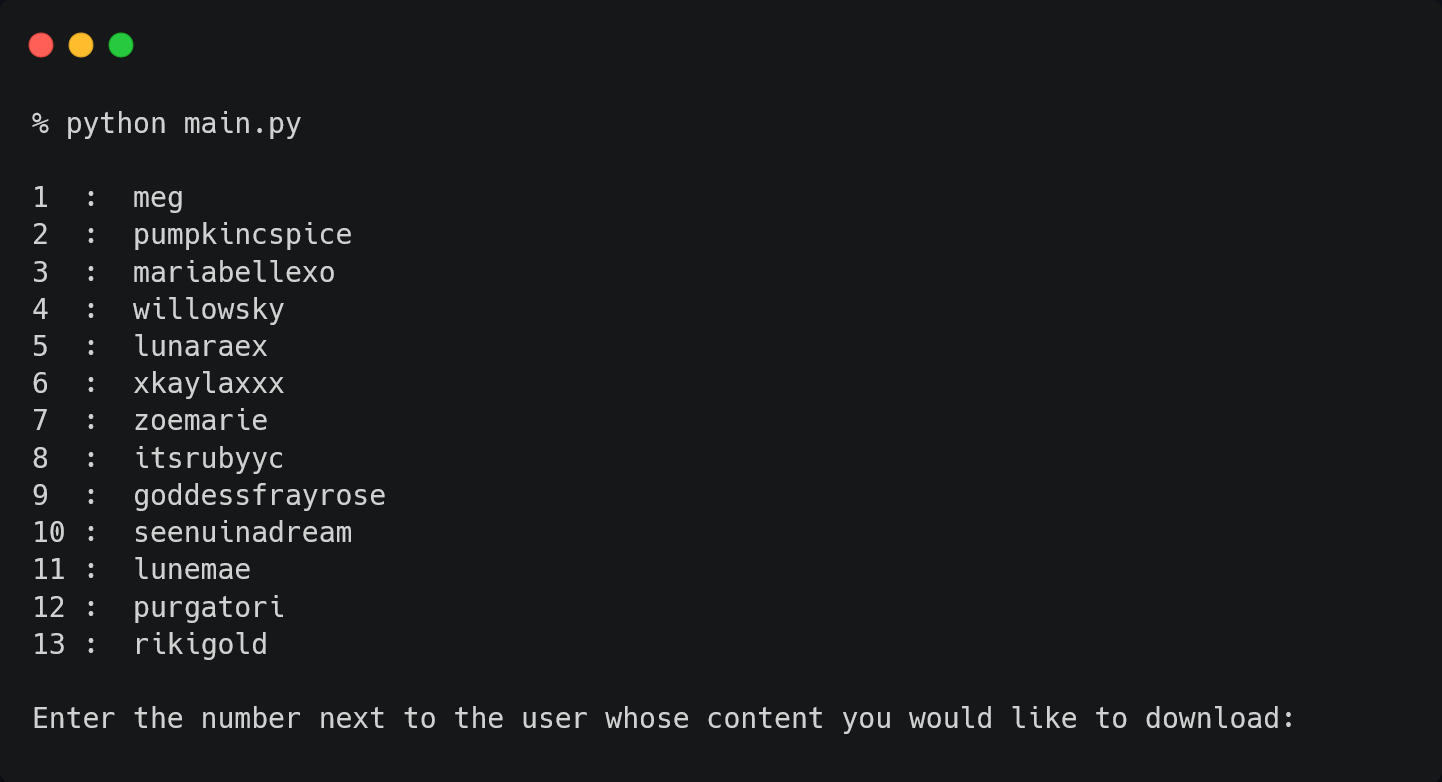 % python main.py
1 : meg
2 : pumpkincspice
3 : mariabellexo
4 : willowsky
5 : lunaraex
6 : xkaylaxxx
7 : zoemarie
8 : itsrubyyc
9 : goddessfrayrose
10 : seenuinadream
11 : lunemae
12 : purgatori
13 : rikigold
Enter the number next to the user whose content you would like to download: